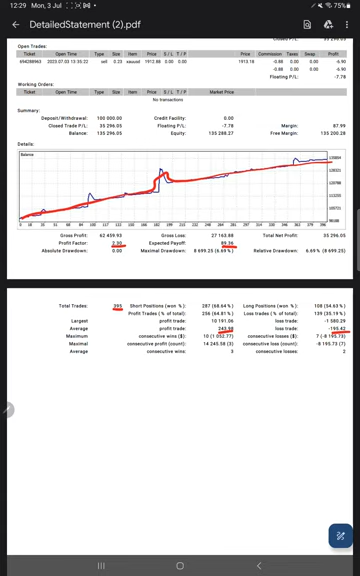 12:29 Mon, 3 Jul 75%
DetailedStatement (2).pdf
35 296.05
Open Trades:
Ticket Open Time Type Size Item Price S / L T / P Price Commission Taxes Swap Profit
694288963 2023.07.03 13:35:22 sell 0.23 xauusd 1912.88 0.00 0.00 1913.18 -0.88 0.00 0.00 -6.90
-0.88 0.00 0.00 -6.90
Floating P/L: -7.78
Working Orders:
Ticket Open Time Type Size Item Price S / L T / P Market Price
No transactions
Summary:
Deposit/Withdrawal: 100 000.00 Credit Facility: 0.00
Closed Trade P/L: 35 296.05 Floating P/L: -7.78 Margin: 87.99
Balance: 135 296.05 Equity: 135 288.27 Free Margin: 135 200.28
Details:
Balance
Gross Profit: 62 459.93 Gross Loss: 27 163.88 Total Net Profit: 35 296.05
Profit Factor: 2.30 Expected Payoff: 89.36
Absolute Drawdown: 0.00 Maximal Drawdown: 8 699.25 (6.69%) Relative Drawdown: 6.69% (8 699.25)
Total Trades: 395 Short Positions (won %): 287 (68.64%) Long Positions (won %): 108 (54.63%)
Profit Trades (% of total): 256 (64.81%) Loss trades (% of total): 139 (35.19%)
Largest profit trade: 10 191.06 loss trade: -1 580.29
Average profit trade: 243.98 loss trade: -195.42
Maximum consecutive wins ($): 10 (1 052.77) consecutive losses ($): 7 (-8 195.73)
Maximal consecutive profit (count): 14 245.58 (3) consecutive loss (count): -8 195.73 (7)
Average consecutive wins: 3 consecutive losses: 2